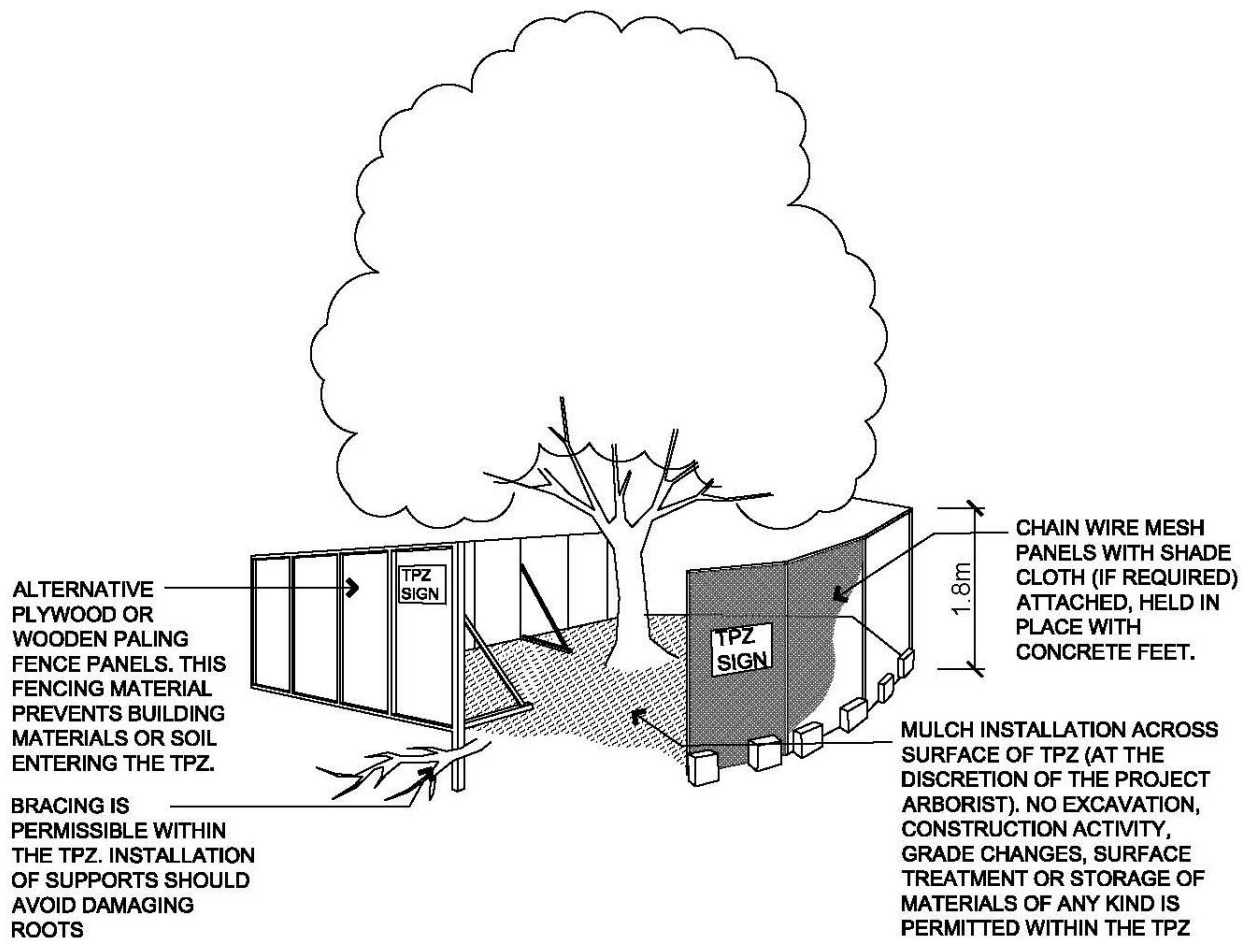 ALTERNATIVE
PLYWOOD OR
WOODEN PALING
FENCE PANELS. THIS
FENCING MATERIAL
PREVENTS BUILDING
MATERIALS OR SOIL
ENTERING THE TPZ.
BRACING IS
PERMISSIBLE WITHIN
THE TPZ. INSTALLATION
OF SUPPORTS SHOULD
AVOID DAMAGING
ROOTS
TPZ
SIGN
TPZ
SIGN
1.8m
CHAIN WIRE MESH
PANELS WITH SHADE
CLOTH (IF REQUIRED)
ATTACHED, HELD IN
PLACE WITH
CONCRETE FEET.
MULCH INSTALLATION ACROSS
SURFACE OF TPZ (AT THE
DISCRETION OF THE PROJECT
ARBORIST). NO EXCAVATION,
CONSTRUCTION ACTIVITY,
GRADE CHANGES, SURFACE
TREATMENT OR STORAGE OF
MATERIALS OF ANY KIND IS
PERMITTED WITHIN THE TPZ